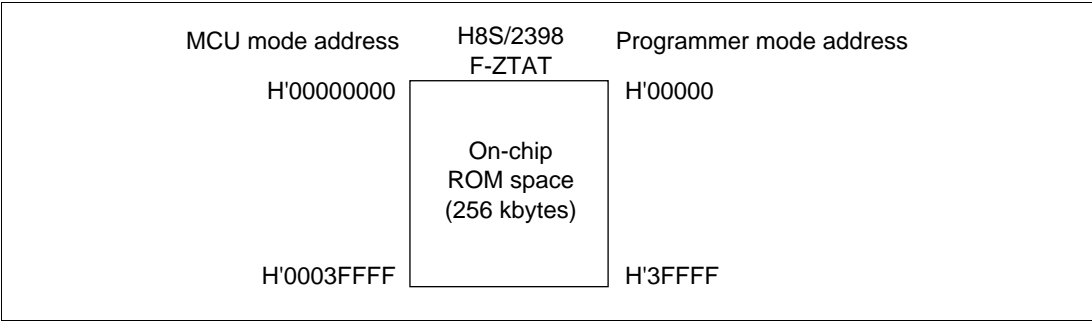 MCU mode address
H8S/2398
F-ZTAT
Programmer mode address
H'00000000
H'00000
On-chip
ROM space
(256 kbytes)
H'0003FFFF
H'3FFFF